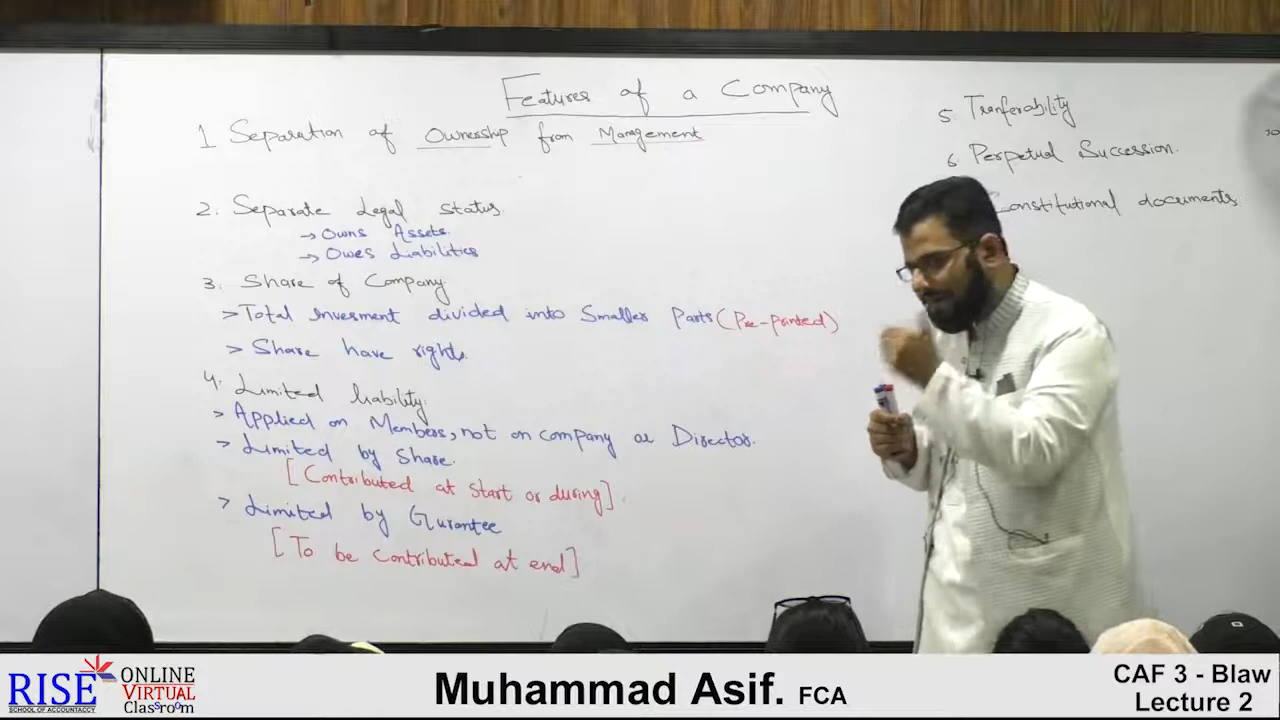 Features of a Company
1 Separation of Ownership from Management
2. Separate Legal Status
→ Owns Assets.
→ Owes Liabilities
3. Share of Company
> Total Invesment divided into Smaller Parts (Pre-printed)
> Share have rights.
4. Limited liability.
> Applied on Members, not on company or Director.
> Limited by Share.
[Contributed at start or during]
> Limited by Gurantee
[To be contributed at end]
5. Tranferability
6. Perpetual Succession.
Constitutional documents
RISE ONLINE
SCHOOL OF ACCOUNTANCY VIRTUAL
Classroom
Muhammad Asif. FCA
CAF 3 - Blaw
Lecture 2